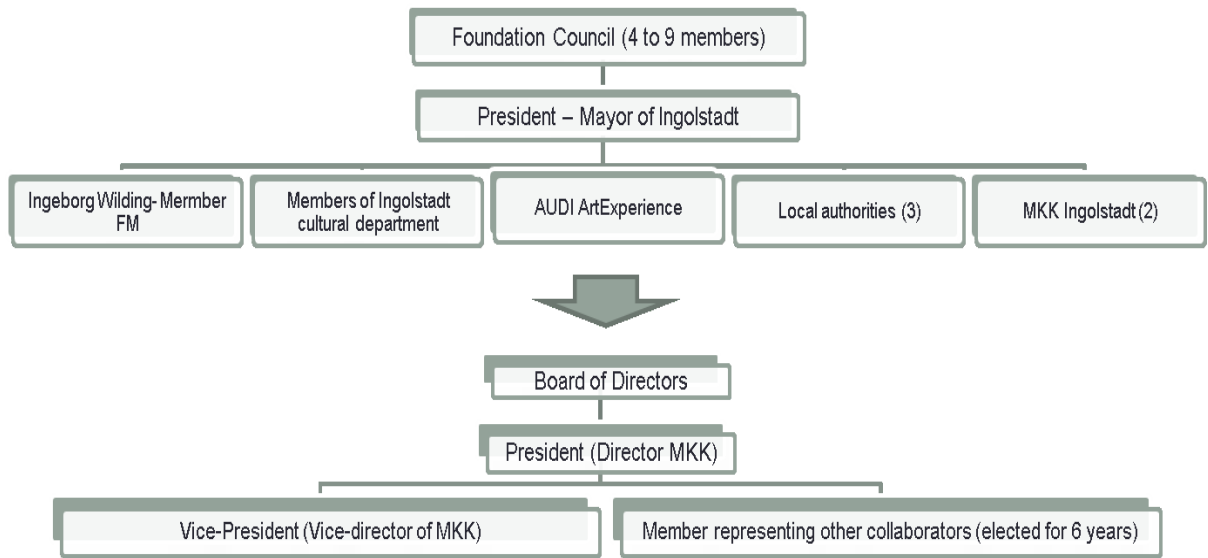 Foundation Council (4 to 9 members)
President – Mayor of Ingolstadt
Ingeborg Wilding- Mermber
FM
Members of Ingolstadt
cultural department
AUDI ArtExperience
Local authorities (3)
MKK Ingolstadt (2)
Board of Directors
President (Director MKK)
Vice-President (Vice-director of MKK)
Member representing other collaborators (elected for 6 years)